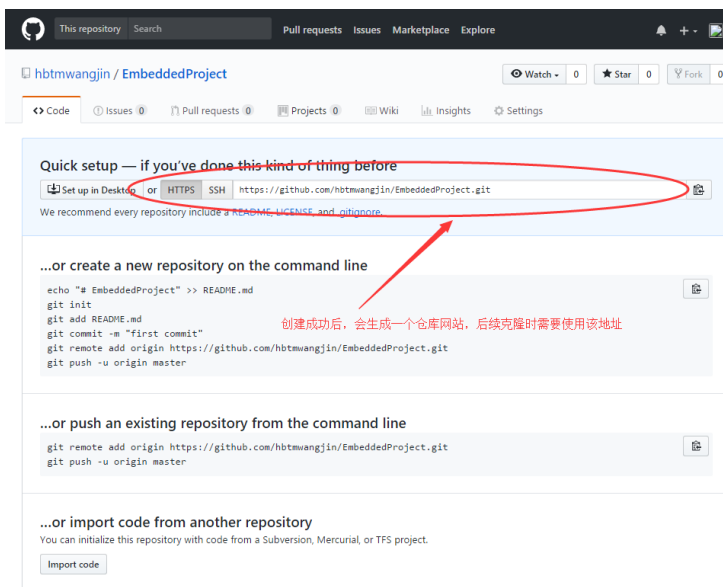 This repository Search Pull requests Issues Marketplace Explore
hbtmwangjin / EmbeddedProject Watch 0 Star 0 Fork 0
Code Issues 0 Pull requests 0 Projects 0 Wiki Insights Settings
Quick setup — if you've done this kind of thing before
Set up in Desktop or HTTPS SSH https://github.com/hbtmwangjin/EmbeddedProject.git
We recommend every repository include a README, LICENSE, and .gitignore.
...or create a new repository on the command line
echo "# EmbeddedProject" >> README.md
git init
git add README.md
git commit -m "first commit"
git remote add origin https://github.com/hbtmwangjin/EmbeddedProject.git
git push -u origin master
创建成功后，会生成一个仓库网站，后续克隆时需要使用该地址
...or push an existing repository from the command line
git remote add origin https://github.com/hbtmwangjin/EmbeddedProject.git
git push -u origin master
...or import code from another repository
You can initialize this repository with code from a Subversion, Mercurial, or TFS project.
Import code